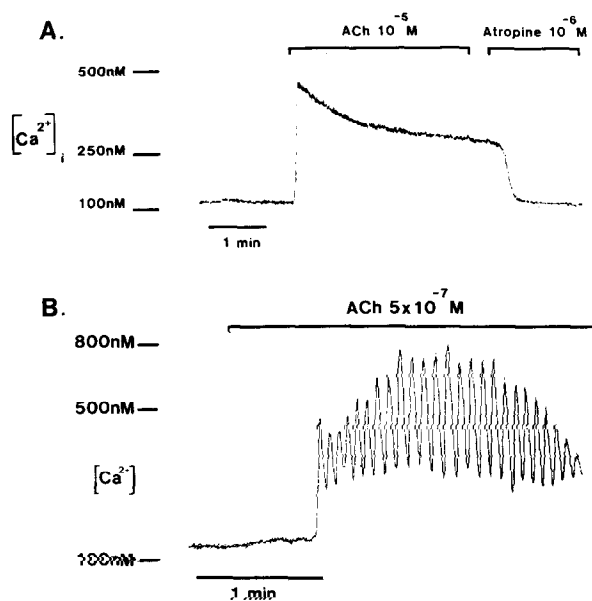 A.
ACh 10⁻⁵ M
Atropine 10⁻⁶ M
500nM
[Ca²⁺]i
250nM
100nM
1 min
B.
ACh 5x10⁻⁷ M
800nM
500nM
[Ca²⁺]
100nM
1 min